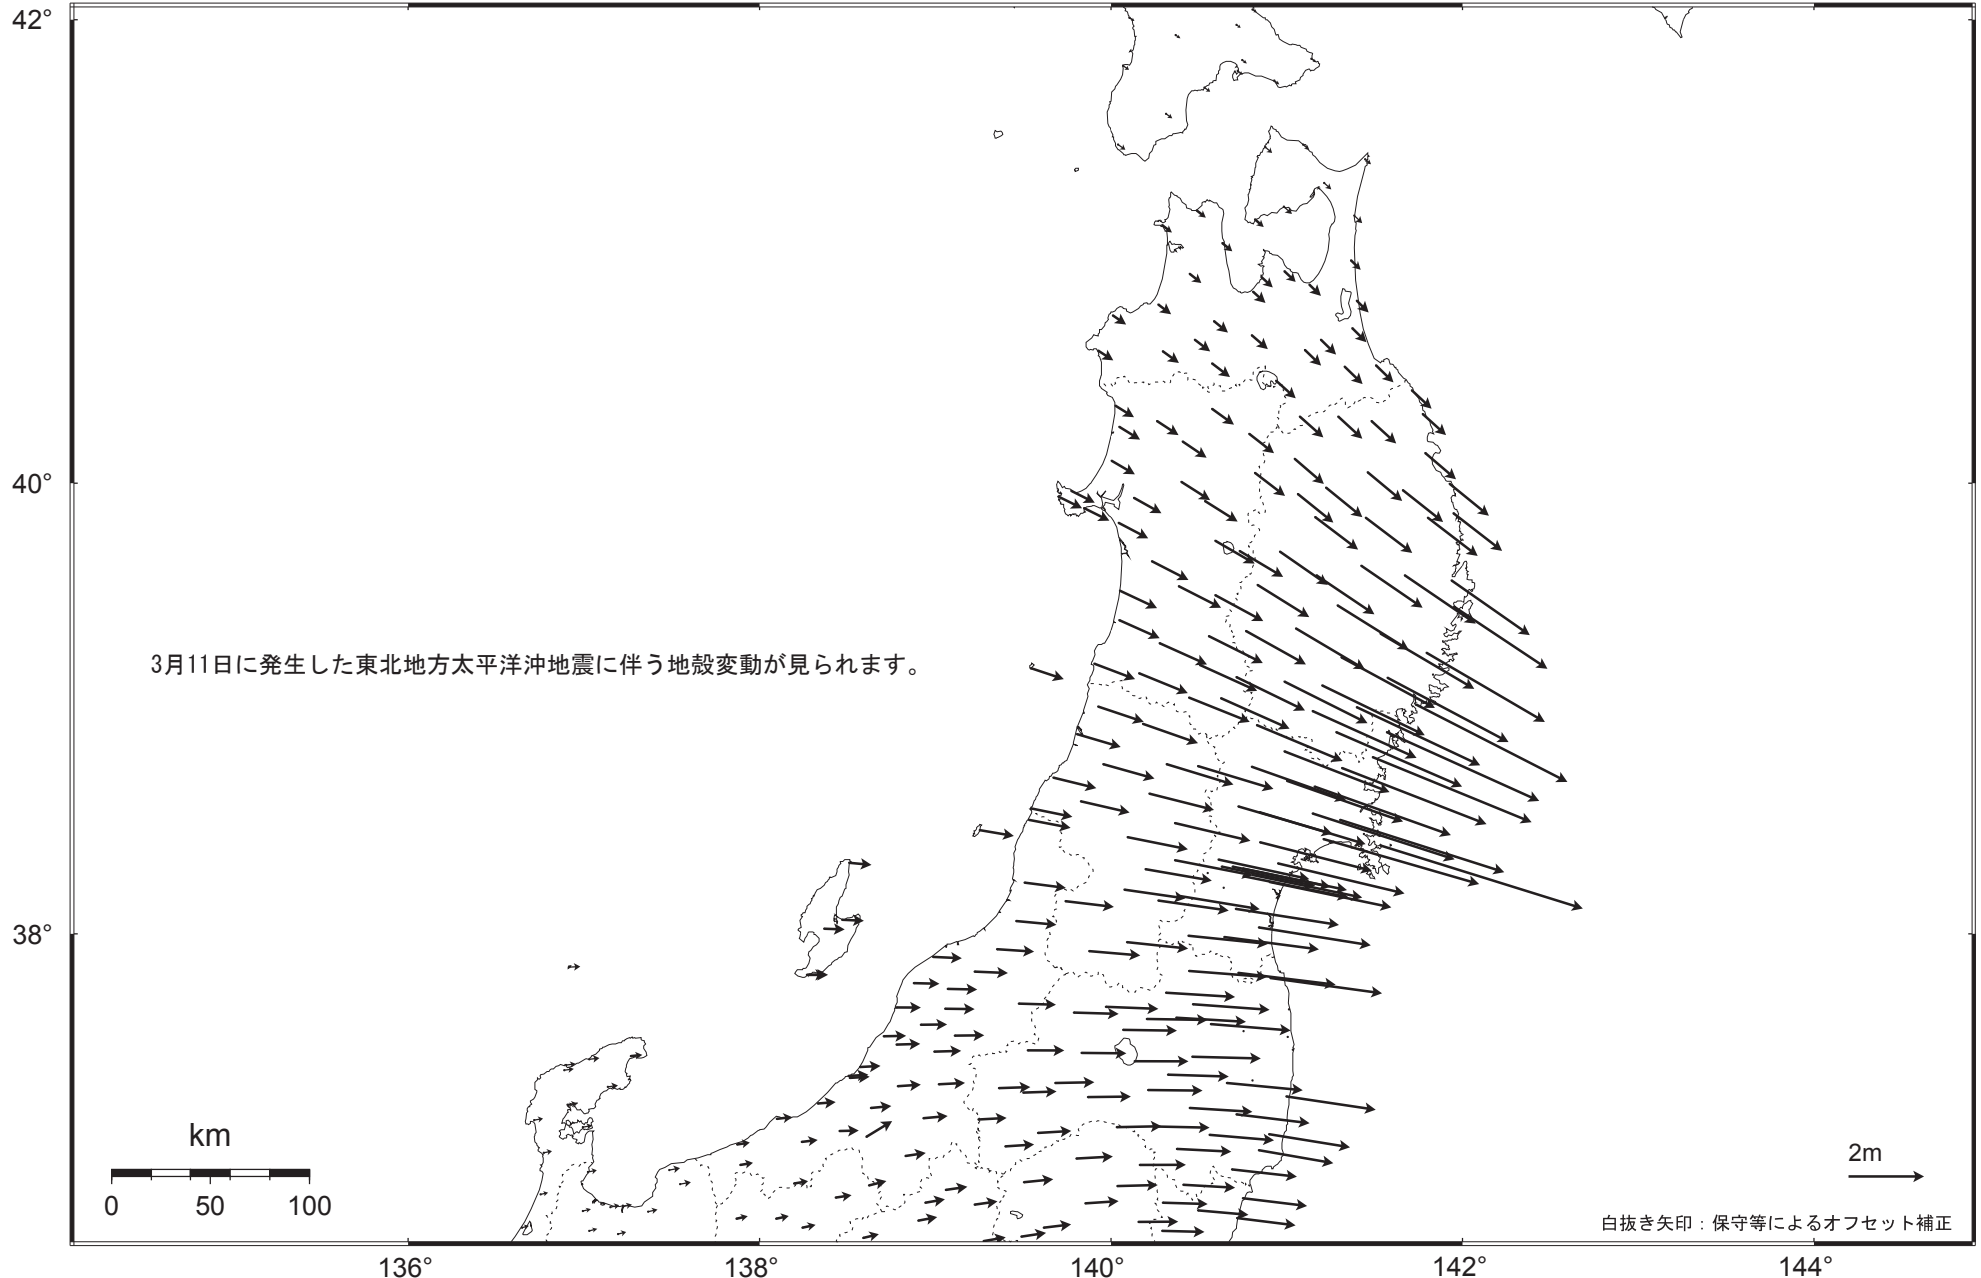 42°
40°
3月11日に発生した東北地方太平洋沖地震に伴う地殻変動が見られます。
38°
km
0 50 100
2m
白抜き矢印：保守等によるオフセット補正
136° 138° 140° 142° 144°